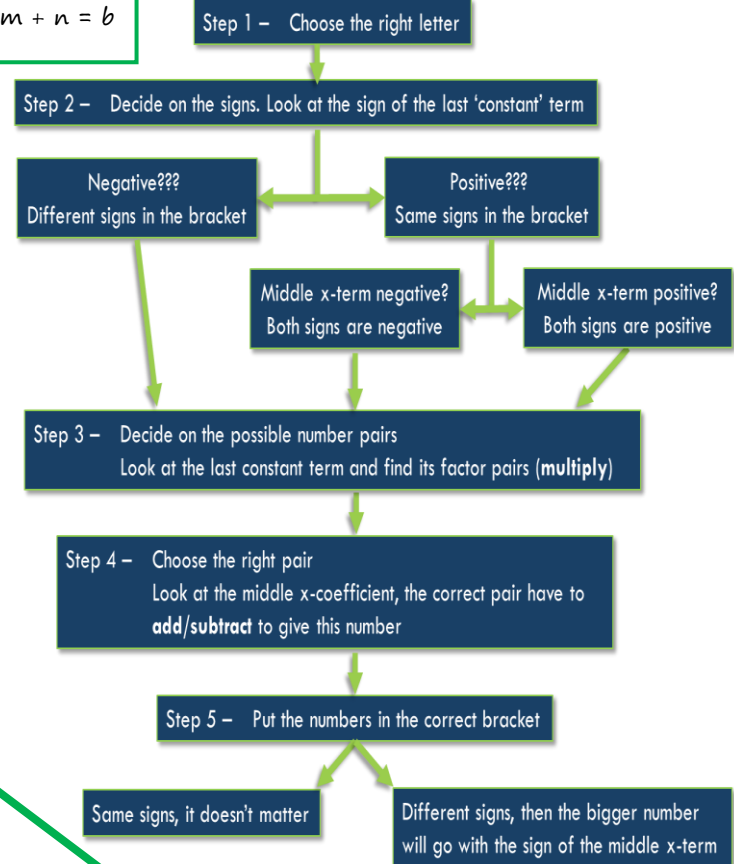 m + n = b
Step 1 – Choose the right letter
Step 2 – Decide on the signs. Look at the sign of the last ‘constant’ term
Negative???
Different signs in the bracket
Positive???
Same signs in the bracket
Middle x-term negative?
Both signs are negative
Middle x-term positive?
Both signs are positive
Step 3 – Decide on the possible number pairs
Look at the last constant term and find its factor pairs (multiply)
Step 4 – Choose the right pair
Look at the middle x-coefficient, the correct pair have to
add/subtract to give this number
Step 5 – Put the numbers in the correct bracket
Same signs, it doesn’t matter
Different signs, then the bigger number
will go with the sign of the middle x-term